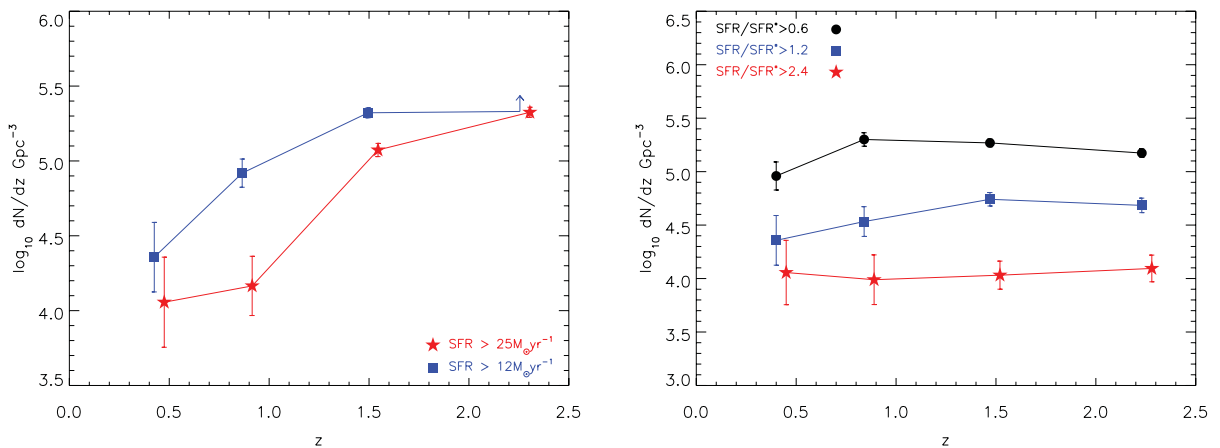 6.0
5.5
5.0
4.5
4.0
3.5
log₁₀ dN/dz Gpc⁻³
0.0 0.5 1.0 1.5 2.0 2.5
z
SFR > 25M⊙yr⁻¹
SFR > 12M⊙yr⁻¹
6.5
6.0
5.5
5.0
4.5
4.0
3.5
3.0
log₁₀ dN/dz Gpc⁻³
0.0 0.5 1.0 1.5 2.0 2.5
z
SFR/SFR*>0.6
SFR/SFR*>1.2
SFR/SFR*>2.4